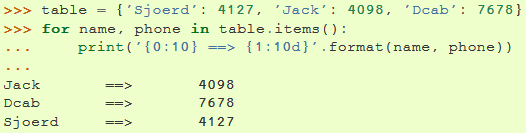 >>> table = {'Sjoerd': 4127, 'Jack': 4098, 'Dcab': 7678}
>>> for name, phone in table.items():
...     print('{0:10} ==> {1:10d}'.format(name, phone))
...
Jack       ==>       4098
Dcab       ==>       7678
Sjoerd     ==>       4127